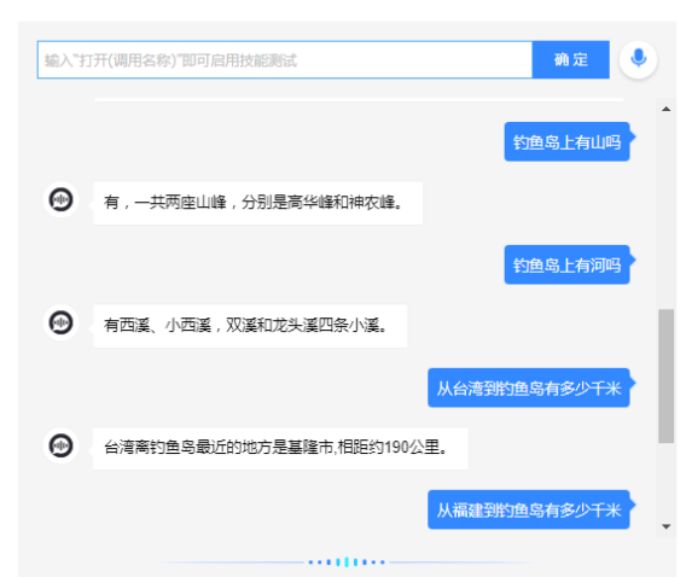 输入“打开(调用名称)”即可启用技能测试
确定
钓鱼岛上有山吗
有，一共两座山峰，分别是高华峰和神农峰。
钓鱼岛上有河吗
有西溪、小西溪，双溪和龙头溪四条小溪。
从台湾到钓鱼岛有多少千米
台湾离钓鱼岛最近的地方是基隆市,相距约190公里。
从福建到钓鱼岛有多少千米